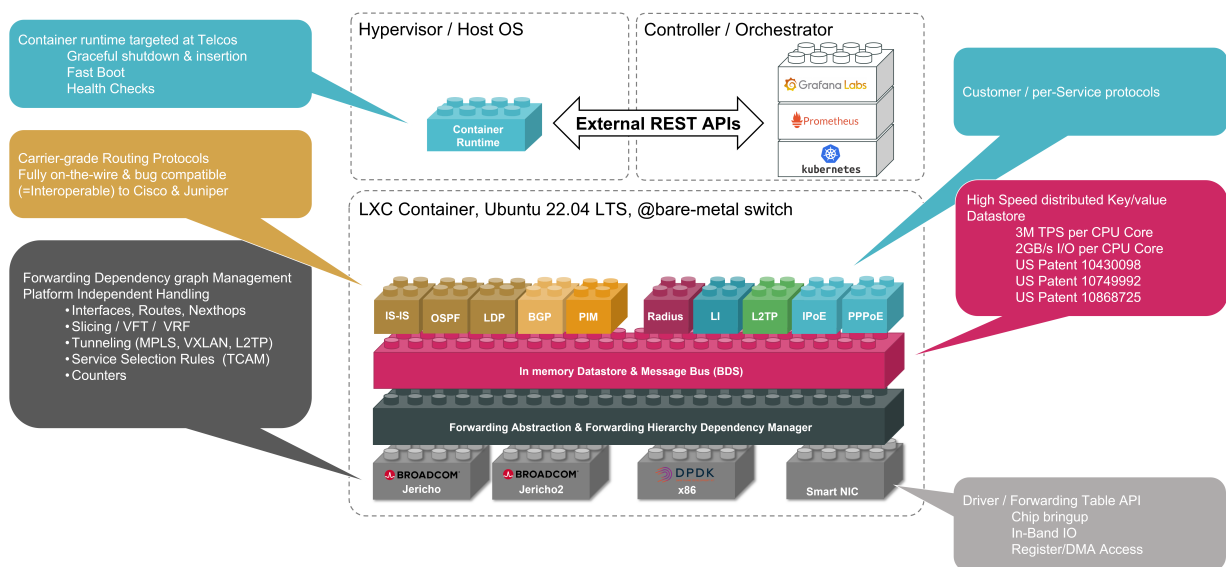 Container runtime targeted at Telcos
Graceful shutdown & insertion
Fast Boot
Health Checks
Hypervisor / Host OS
Container
Runtime
External REST APIs
Controller / Orchestrator
Grafana Labs
Prometheus
kubernetes
Customer / per-Service protocols
Carrier-grade Routing Protocols
Fully on-the-wire & bug compatible
(=Interoperable) to Cisco & Juniper
LXC Container, Ubuntu 22.04 LTS, @bare-metal switch
High Speed distributed Key/value
Datastore
3M TPS per CPU Core
2GB/s I/O per CPU Core
US Patent 10430098
US Patent 10749992
US Patent 10868725
Forwarding Dependency graph Management
Platform Independent Handling
•Interfaces, Routes, Nexthops
•Slicing / VFT / VRF
•Tunneling (MPLS, VXLAN, L2TP)
•Service Selection Rules (TCAM)
•Counters
IS-IS OSPF LDP BGP PIM Radius LI L2TP IPoE PPPoE
In memory Datastore & Message Bus (BDS)
Forwarding Abstraction & Forwarding Hierarchy Dependency Manager
BROADCOM
Jericho
BROADCOM
Jericho2
DPDK
x86
Smart NIC
Driver / Forwarding Table API
Chip bringup
In-Band IO
Register/DMA Access